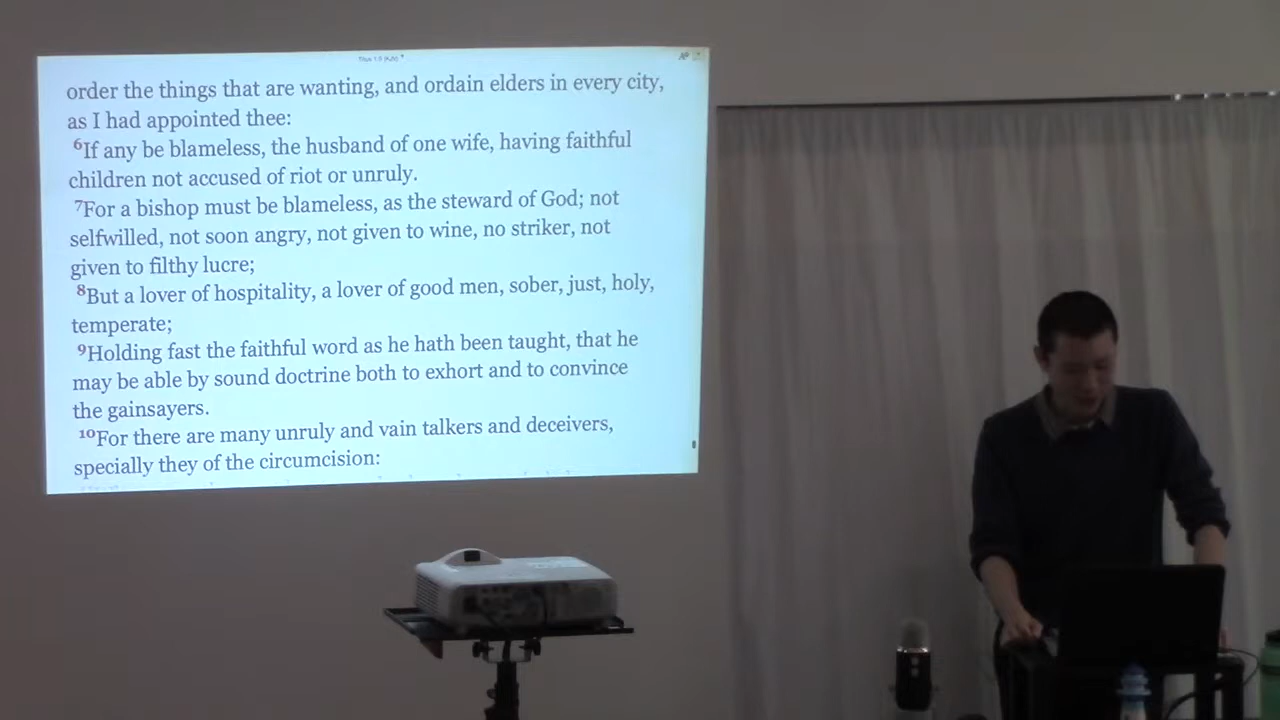 Titus 1:5 (KJV)
order the things that are wanting, and ordain elders in every city,
as I had appointed thee:
6If any be blameless, the husband of one wife, having faithful
children not accused of riot or unruly.
7For a bishop must be blameless, as the steward of God; not
selfwilled, not soon angry, not given to wine, no striker, not
given to filthy lucre;
8But a lover of hospitality, a lover of good men, sober, just, holy,
temperate;
9Holding fast the faithful word as he hath been taught, that he
may be able by sound doctrine both to exhort and to convince
the gainsayers.
10For there are many unruly and vain talkers and deceivers,
specially they of the circumcision: